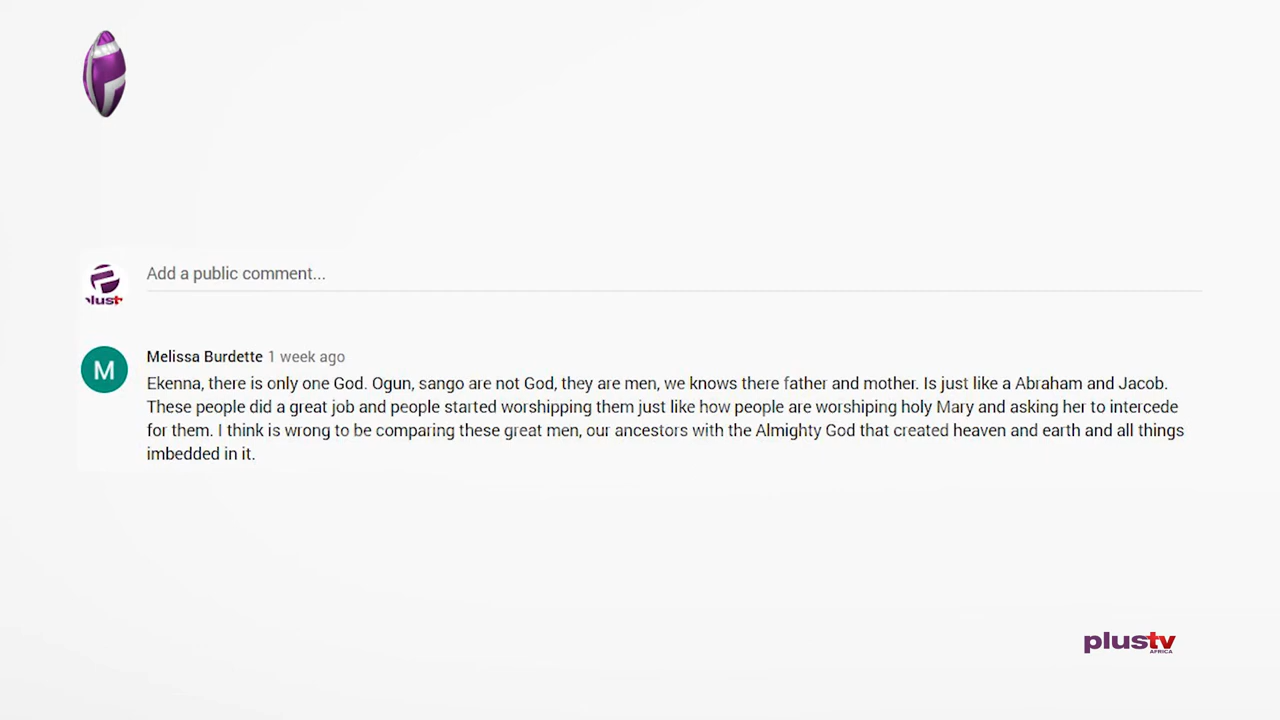 Add a public comment...
plustv
Melissa Burdette 1 week ago
M
Ekenna, there is only one God. Ogun, sango are not God, they are men, we knows there father and mother. Is just like a Abraham and Jacob.
These people did a great job and people started worshipping them just like how people are worshiping holy Mary and asking her to intercede
for them. I think is wrong to be comparing these great men, our ancestors with the Almighty God that created heaven and earth and all things
imbedded in it.
plustv
AFRICA